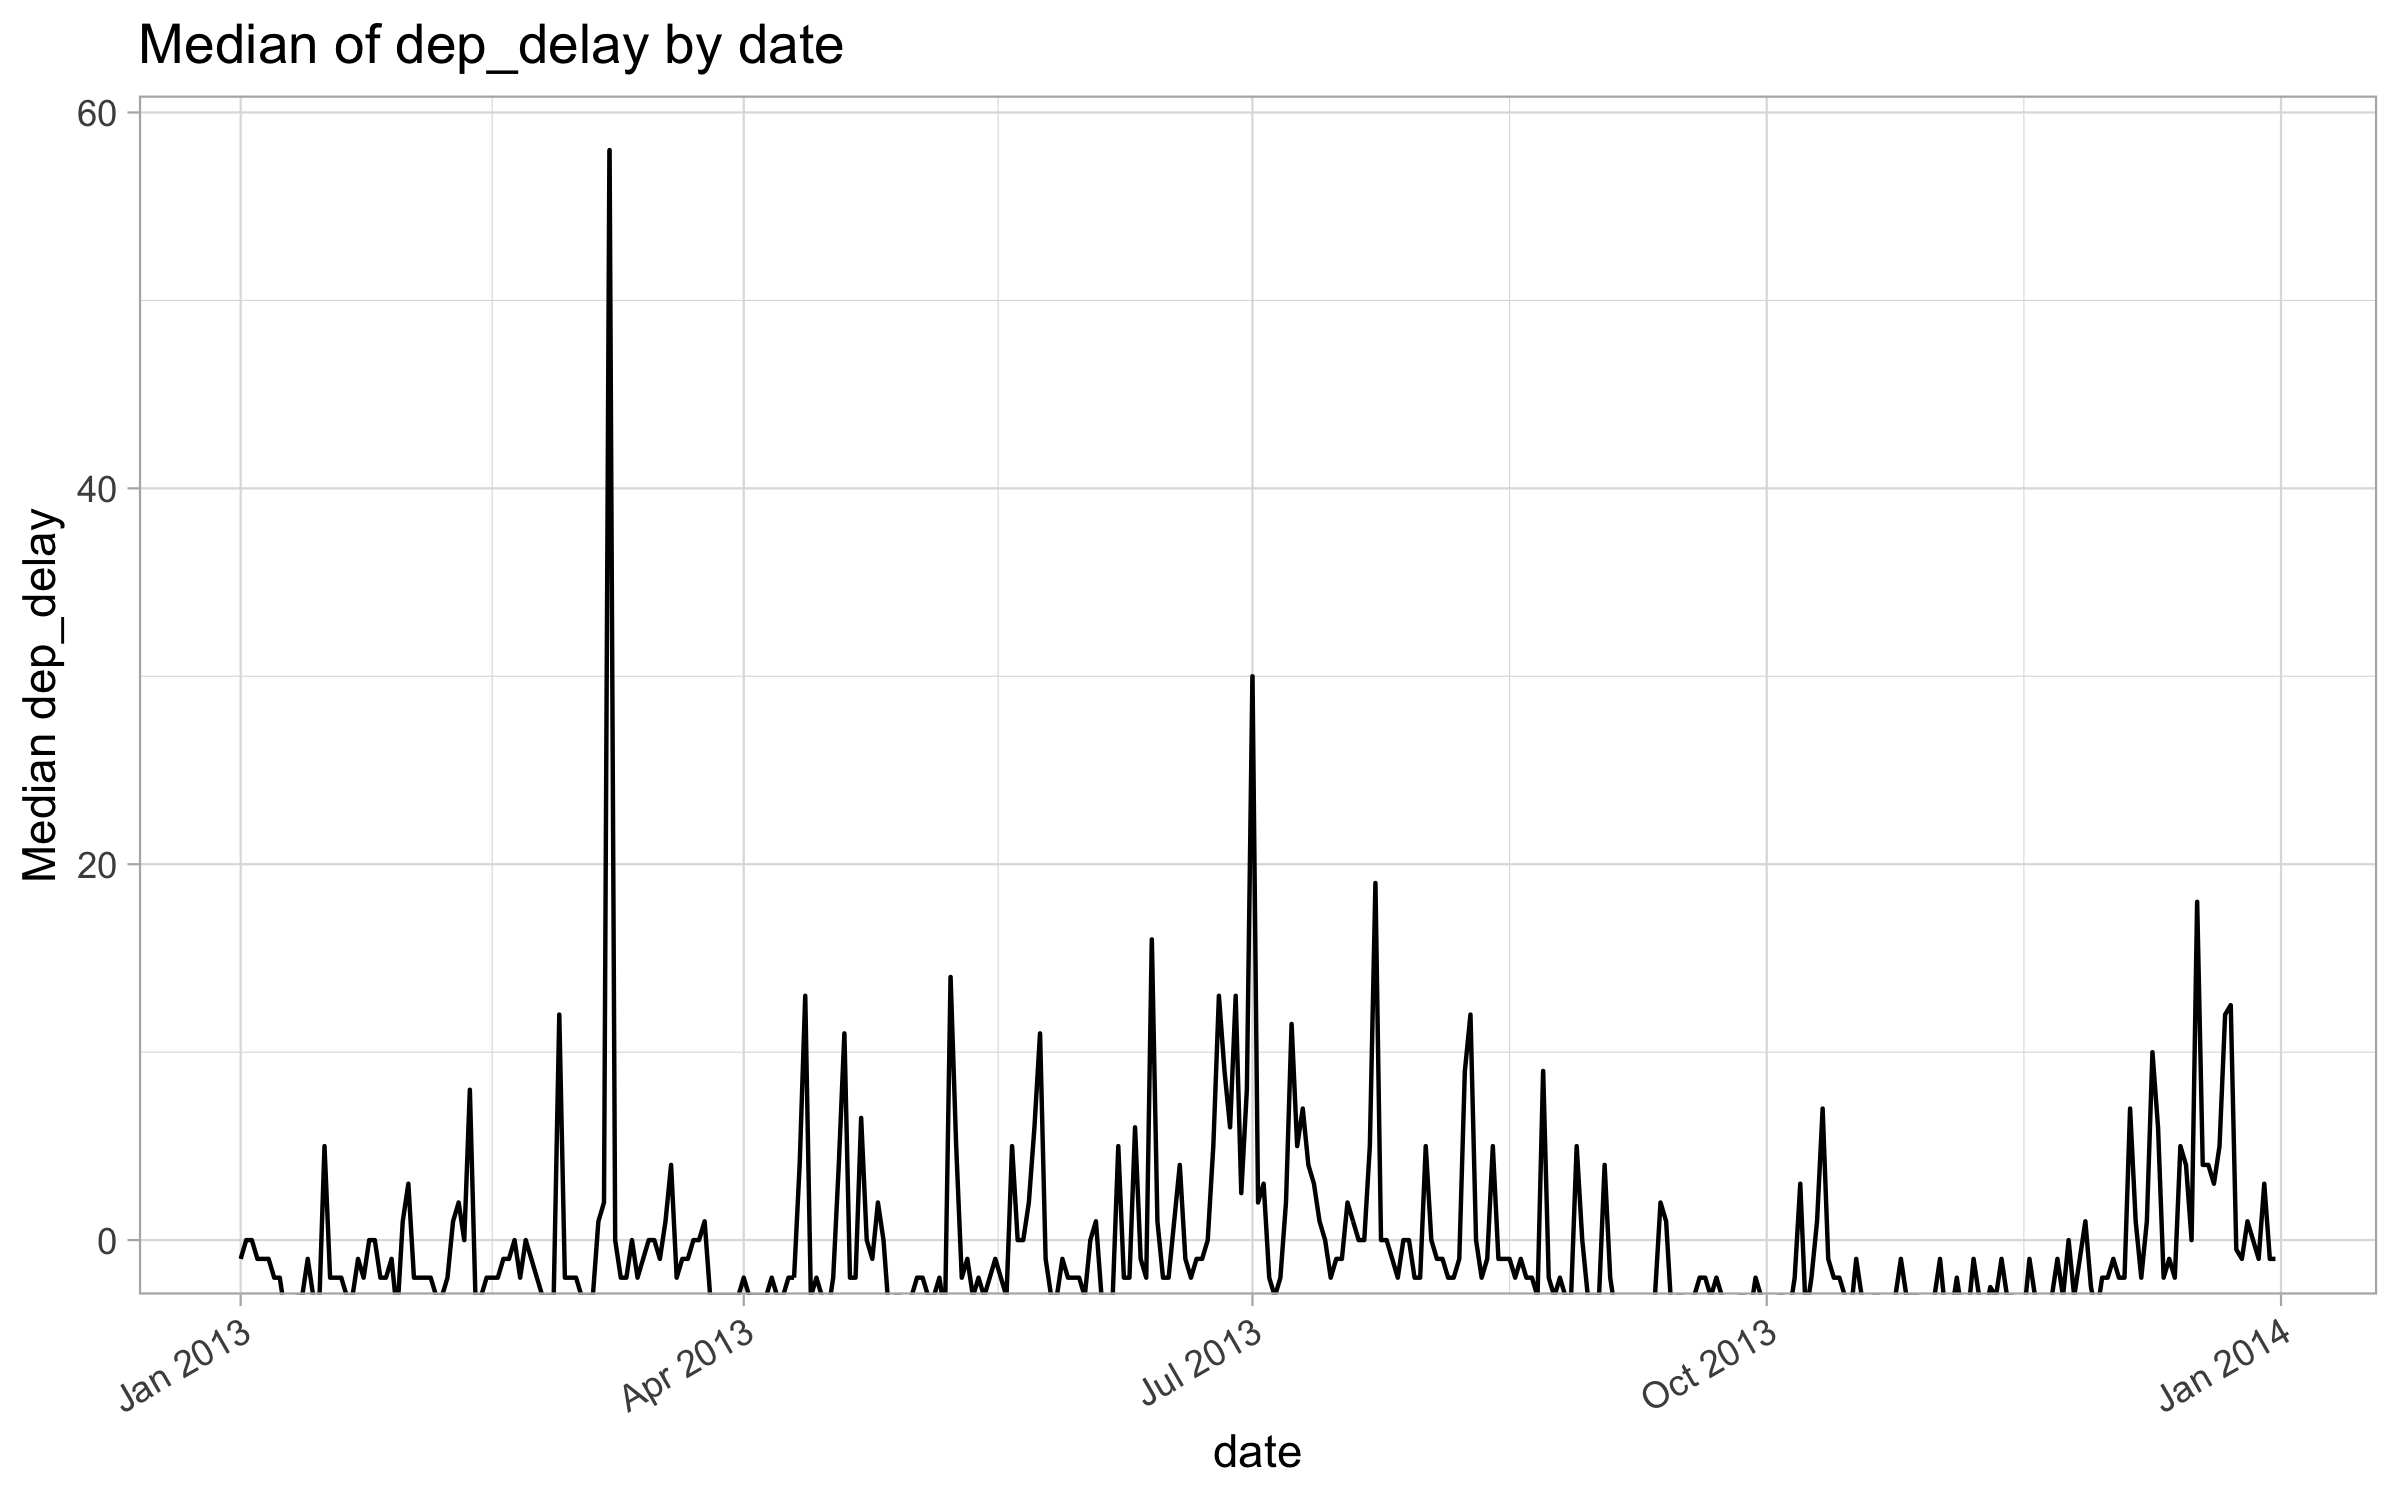 Median of dep_delay by date
60
40
20
0
Median dep_delay
Jan 2013
Apr 2013
Jul 2013
Oct 2013
Jan 2014
date